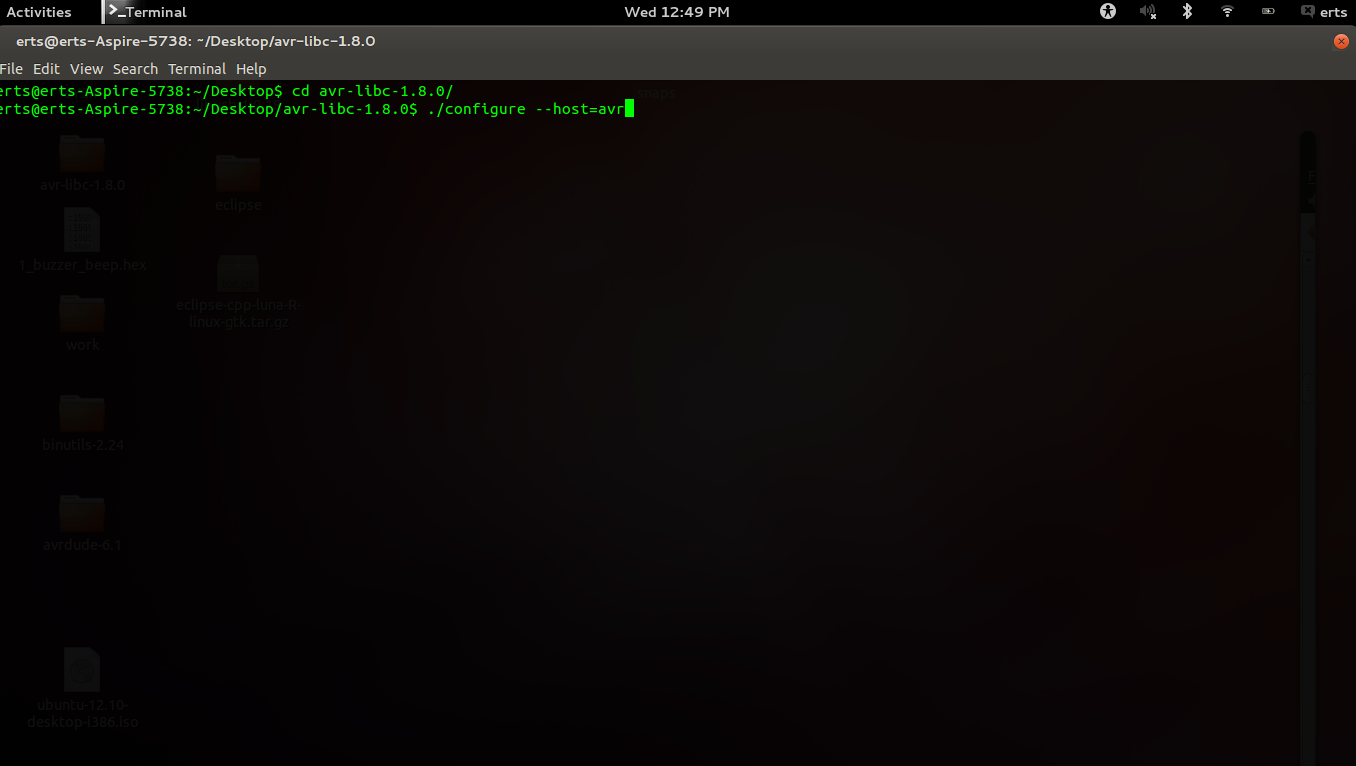 Activities
Terminal
Wed 12:49 PM
erts
erts@erts-Aspire-5738: ~/Desktop/avr-libc-1.8.0
File Edit View Search Terminal Help
erts@erts-Aspire-5738:~/Desktop$ cd avr-libc-1.8.0/
erts@erts-Aspire-5738:~/Desktop/avr-libc-1.8.0$ ./configure --host=avr
snaps
avr-libc-1.8.0
eclipse
1_buzzer_beep.hex
eclipse-cpp-luna-R-
linux-gtk.tar.gz
work
binutils-2.24
avrdude-6.1
ubuntu-12.10-
desktop-i386.iso